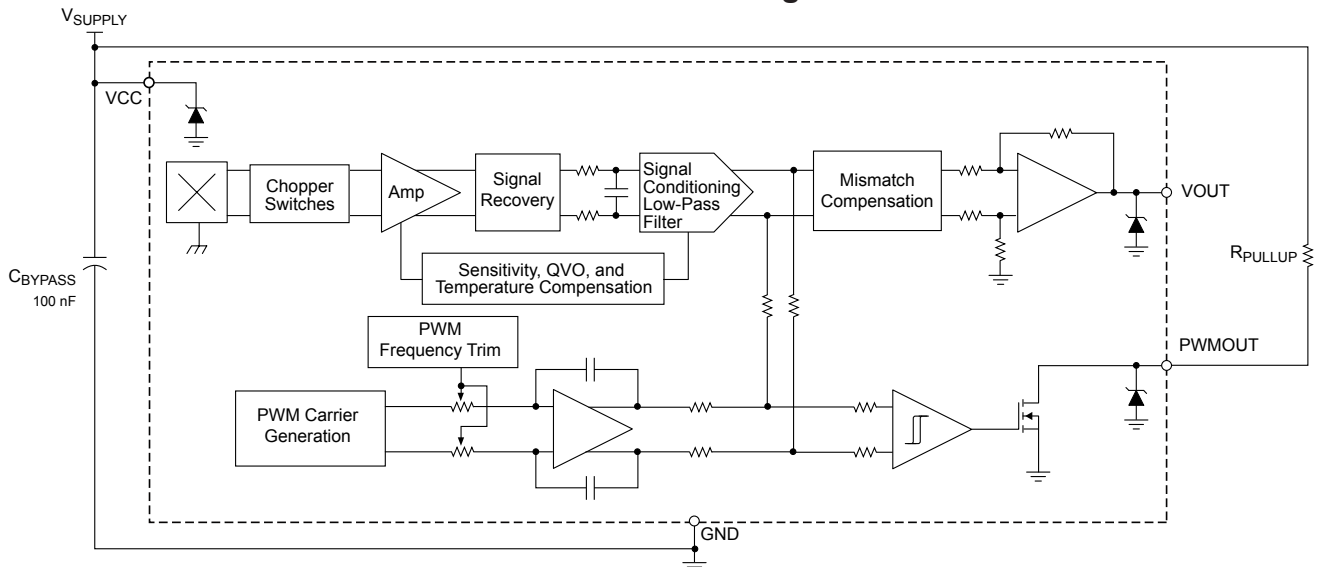 VSUPPLY
VCC
Chopper
Switches
Amp
Signal
Recovery
Signal
Conditioning
Low-Pass
Filter
Mismatch
Compensation
VOUT
RPULLUP
CBYPASS
100 nF
Sensitivity, QVO, and
Temperature Compensation
PWM
Frequency Trim
PWMOUT
PWM Carrier
Generation
GND